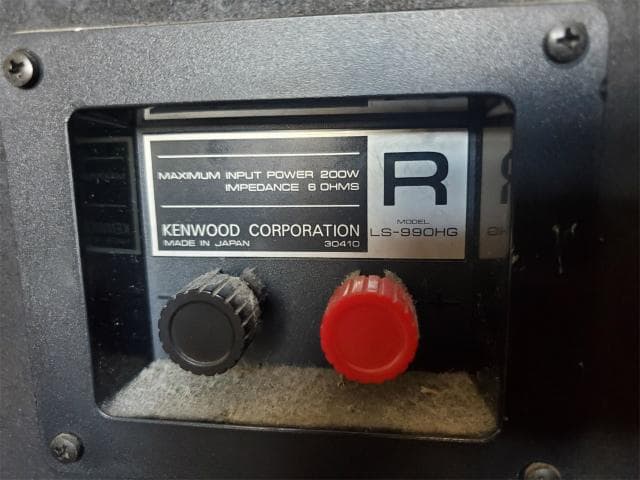 MAXIMUM INPUT POWER 200W
IMPEDANCE 6 OHMS
KENWOOD CORPORATION
MADE IN JAPAN 30410
R
MODEL
LS-990HG